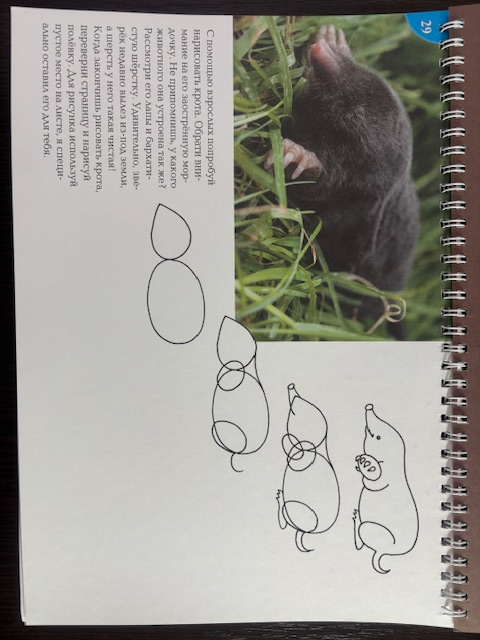 29
С помощью взрослых попробуй
нарисовать крота. Обрати вни-
мание на его заострённую мор-
дочку. Не припомнишь, у какого
животного она устроена так же?
Рассмотри его лапы и бархати-
стую шёрстку. Удивительно, зве-
рёк недавно вылез из-под земли,
а шерсть у него такая чистая!
Когда закончишь рисовать крота,
переверни страницу и нарисуй
полёвку. Для рисунка используй
пустое место на листе, я специ-
ально оставил его для тебя.